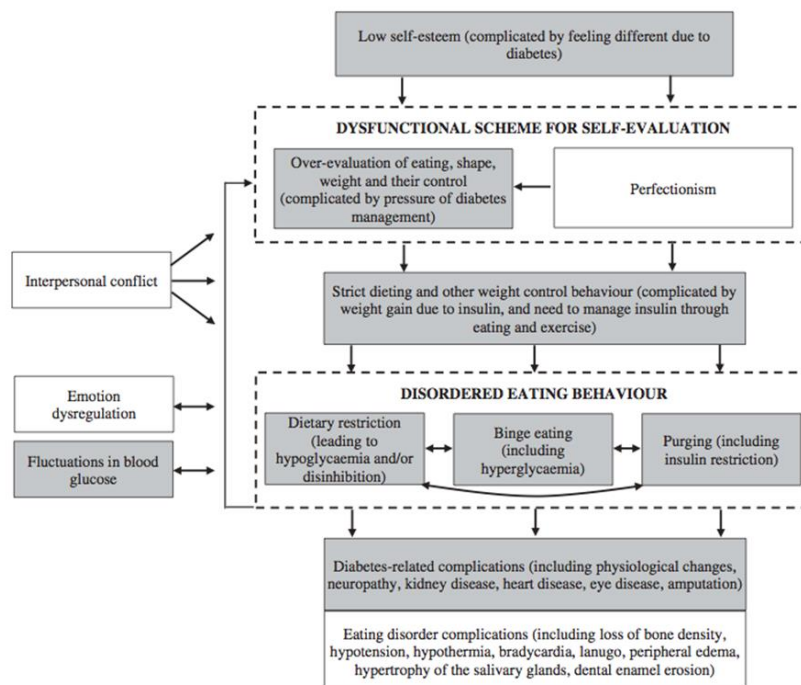 Low self-esteem (complicated by feeling different due to
diabetes)
DYSFUNCTIONAL SCHEME FOR SELF-EVALUATION
Over-evaluation of eating, shape,
weight and their control
(complicated by pressure of diabetes
management)
Perfectionism
Interpersonal conflict
Strict dieting and other weight control behaviour (complicated by
weight gain due to insulin, and need to manage insulin through
eating and exercise)
Emotion
dysregulation
Fluctuations in blood
glucose
DISORDERED EATING BEHAVIOUR
Dietary restriction
(leading to
hypoglycaemia and/or
disinhibition)
Binge eating
(including
hyperglycaemia)
Purging (including
insulin restriction)
Diabetes-related complications (including physiological changes,
neuropathy, kidney disease, heart disease, eye disease, amputation)
Eating disorder complications (including loss of bone density,
hypotension, hypothermia, bradycardia, lanugo, peripheral edema,
hypertrophy of the salivary glands, dental enamel erosion)